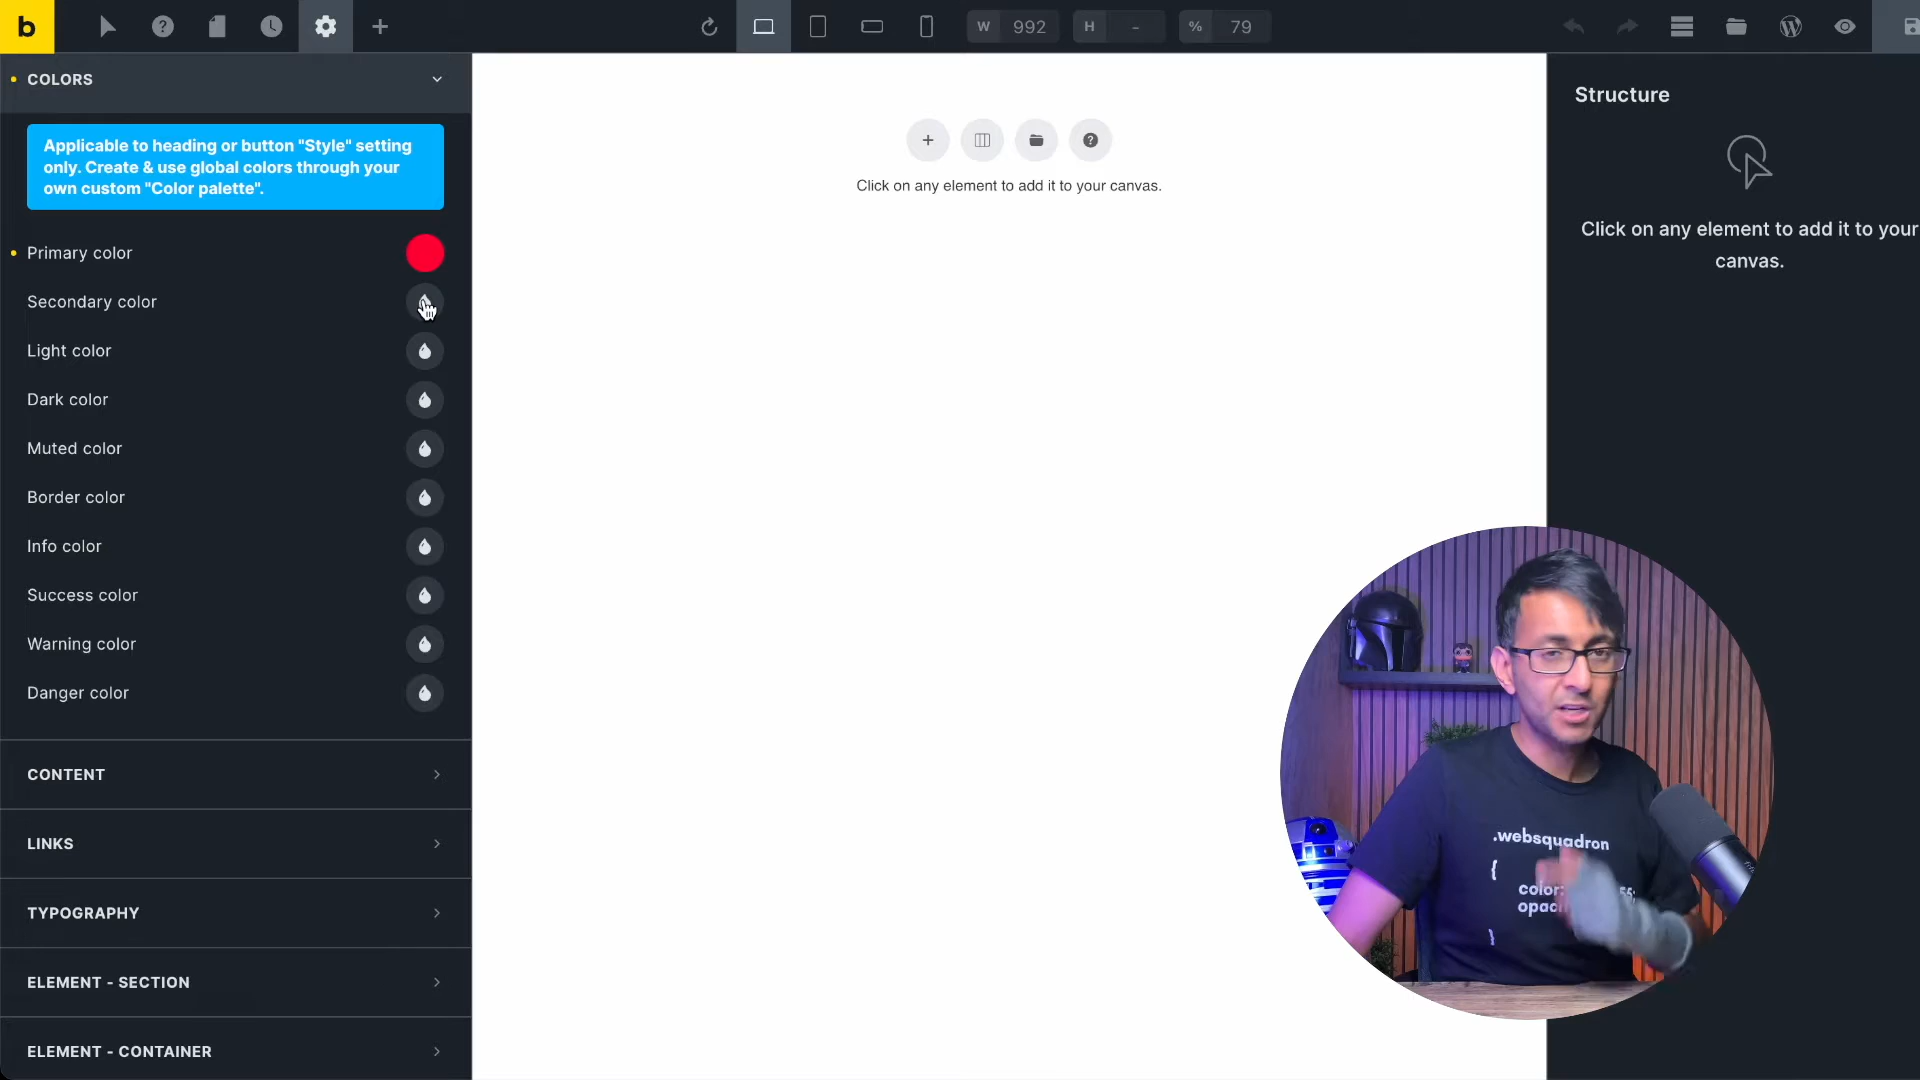 b
W 992
H -
% 79
COLORS
Applicable to heading or button "Style" setting
only. Create & use global colors through your
own custom "Color palette".
Primary color
Secondary color
Light color
Dark color
Muted color
Border color
Info color
Success color
Warning color
Danger color
CONTENT
LINKS
TYPOGRAPHY
ELEMENT - SECTION
ELEMENT - CONTAINER
Click on any element to add it to your canvas.
Structure
Click on any element to add it to your
canvas.
.websquadron
{
}